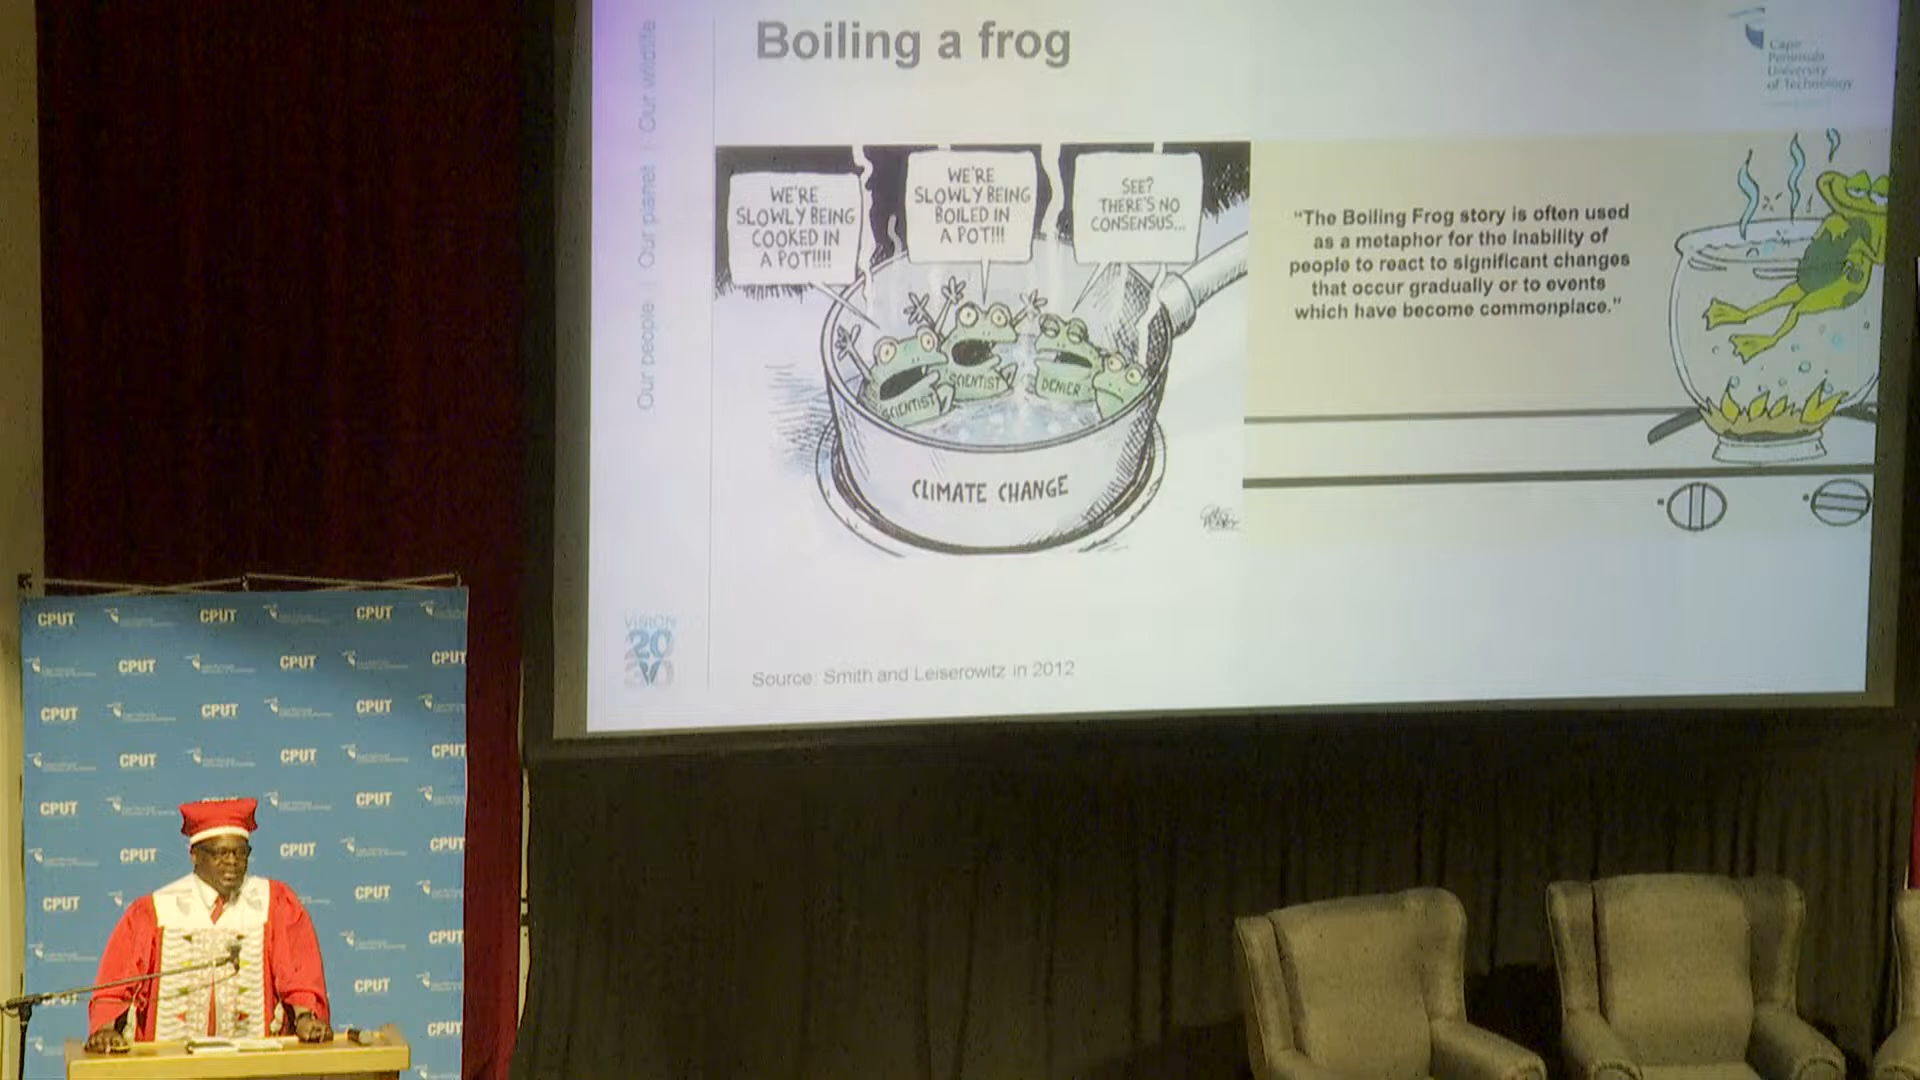 Boiling a frog
Cape
Peninsula
University
of Technology
Our people | Our planet | Our wildlife
WE'RE
SLOWLY BEING
COOKED IN
A POT!!!!
WE'RE
SLOWLY BEING
BOILED IN
A POT!!!
SEE?
THERE'S NO
CONSENSUS...
SCIENTIST
SCIENTIST
DENIER
CLIMATE CHANGE
"The Boiling Frog story is often used
as a metaphor for the inability of
people to react to significant changes
that occur gradually or to events
which have become commonplace."
VISION
20
30
Source: Smith and Leiserowitz in 2012
CPUT CPUT CPUT
CPUT CPUT CPUT
CPUT CPUT CPUT
CPUT CPUT CPUT
CPUT CPUT
CPUT CPUT CPUT
CPUT CPUT
CPUT
CPUT CPUT
CPUT